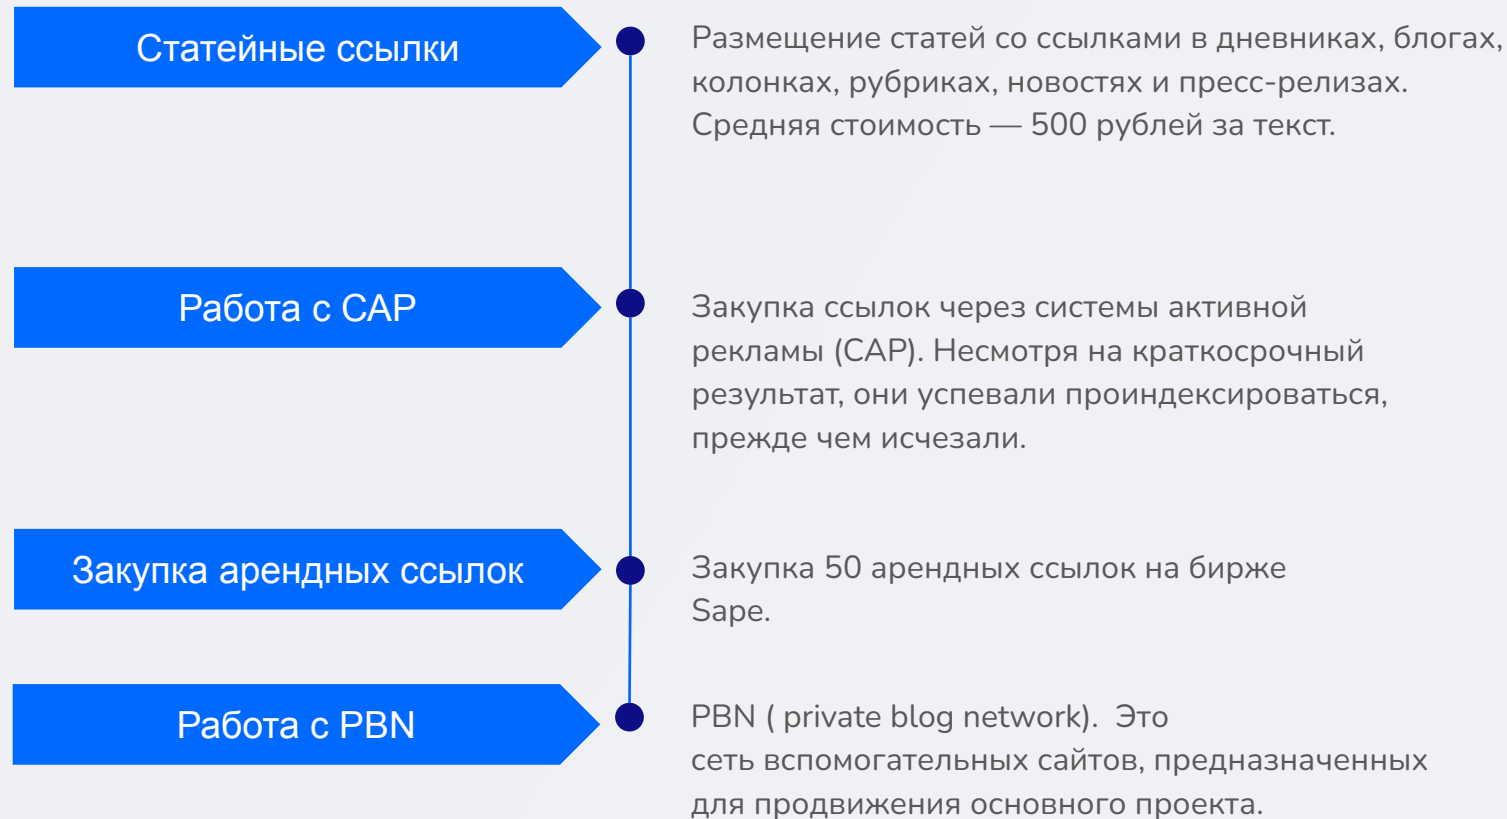 Статейные ссылки
Размещение статей со ссылками в дневниках, блогах,
колонках, рубриках, новостях и пресс-релизах.
Средняя стоимость — 500 рублей за текст.
Работа с САР
Закупка ссылок через системы активной
рекламы (САР). Несмотря на краткосрочный
результат, они успевали проиндексироваться,
прежде чем исчезали.
Закупка арендных ссылок
Закупка 50 арендных ссылок на бирже
Sape.
Работа с PBN
PBN ( private blog network).  Это
сеть вспомогательных сайтов, предназначенных
для продвижения основного проекта.